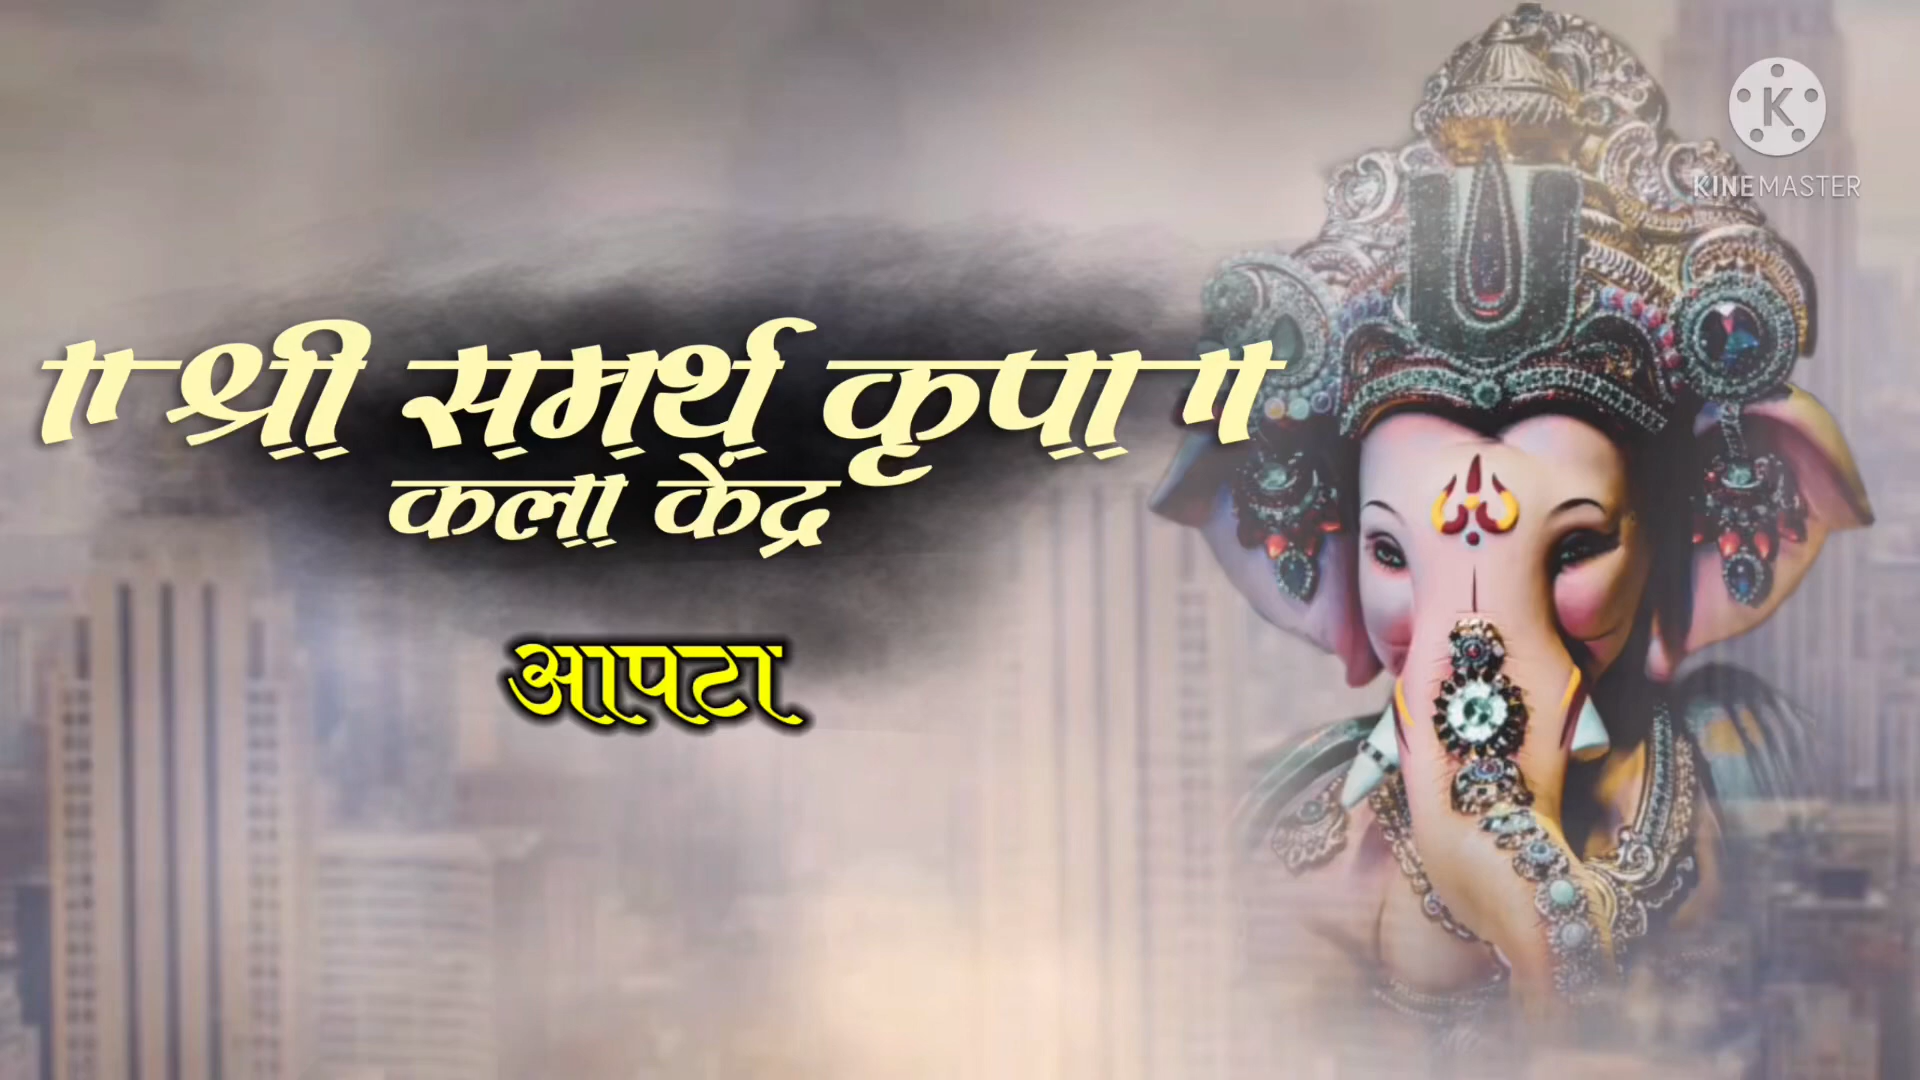 ॥ श्री समर्थ कृपा ॥
कला केंद्र
आपटा
K
KINEMASTER